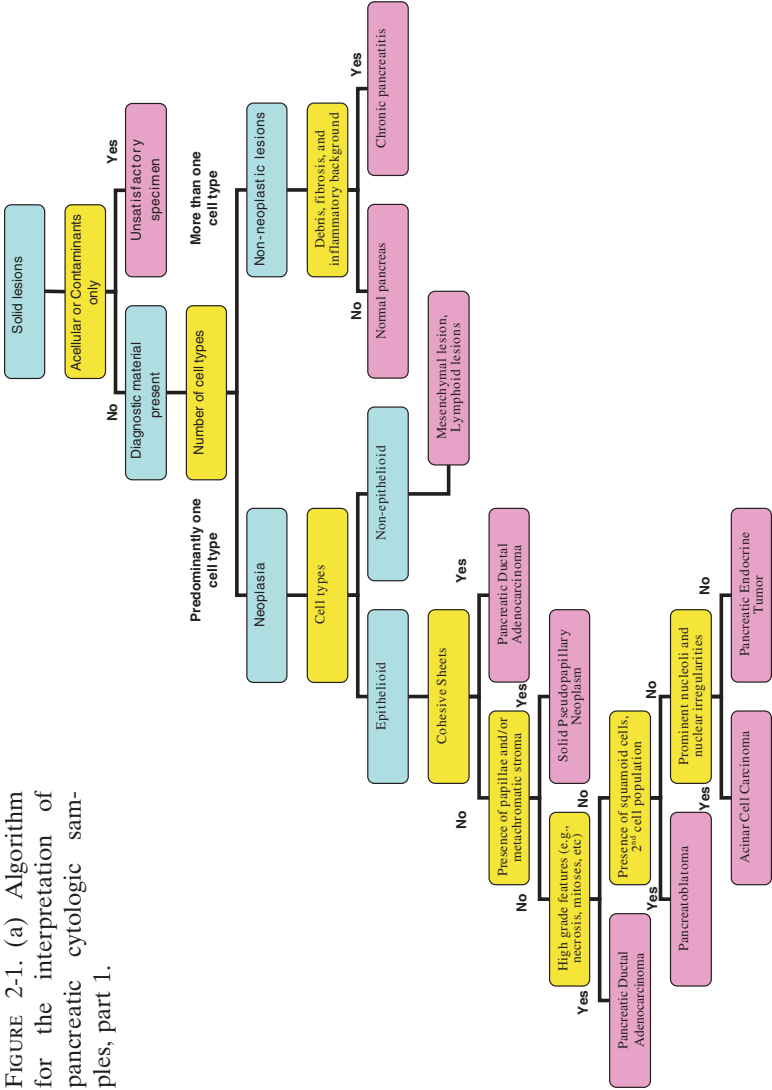 FIGURE 2-1. (a) Algorithm
for the interpretation of
pancreatic cytologic sam-
ples, part 1.
Solid lesions
Acellular or Contaminants
only
No
Yes
Diagnostic material
present
Unsatisfactory
specimen
Number of cell types
Predominantly one
cell type
More than one
cell type
Neoplasia
Non-neoplastic lesions
Cell types
Debris, fibrosis, and
inflammatory background
No
Yes
Epithelioid
Non-epithelioid
Normal pancreas
Chronic pancreatitis
Cohesive Sheets
Mesenchymal lesion,
Lymphoid lesions
No
Yes
Presence of papillae and/or
metachromatic stroma
Pancreatic Ductal
Adenocarcinoma
No
Yes
High grade features (e.g.,
necrosis, mitoses, etc)
Solid Pseudopapillary
Neoplasm
Yes
No
Pancreatic Ductal
Adenocarcinoma
Presence of squamoid cells,
2nd cell population
Yes
No
Pancreatoblatoma
Prominent nucleoli and
nuclear irregularities
Yes
No
Acinar Cell Carcinoma
Pancreatic Endocrine
Tumor